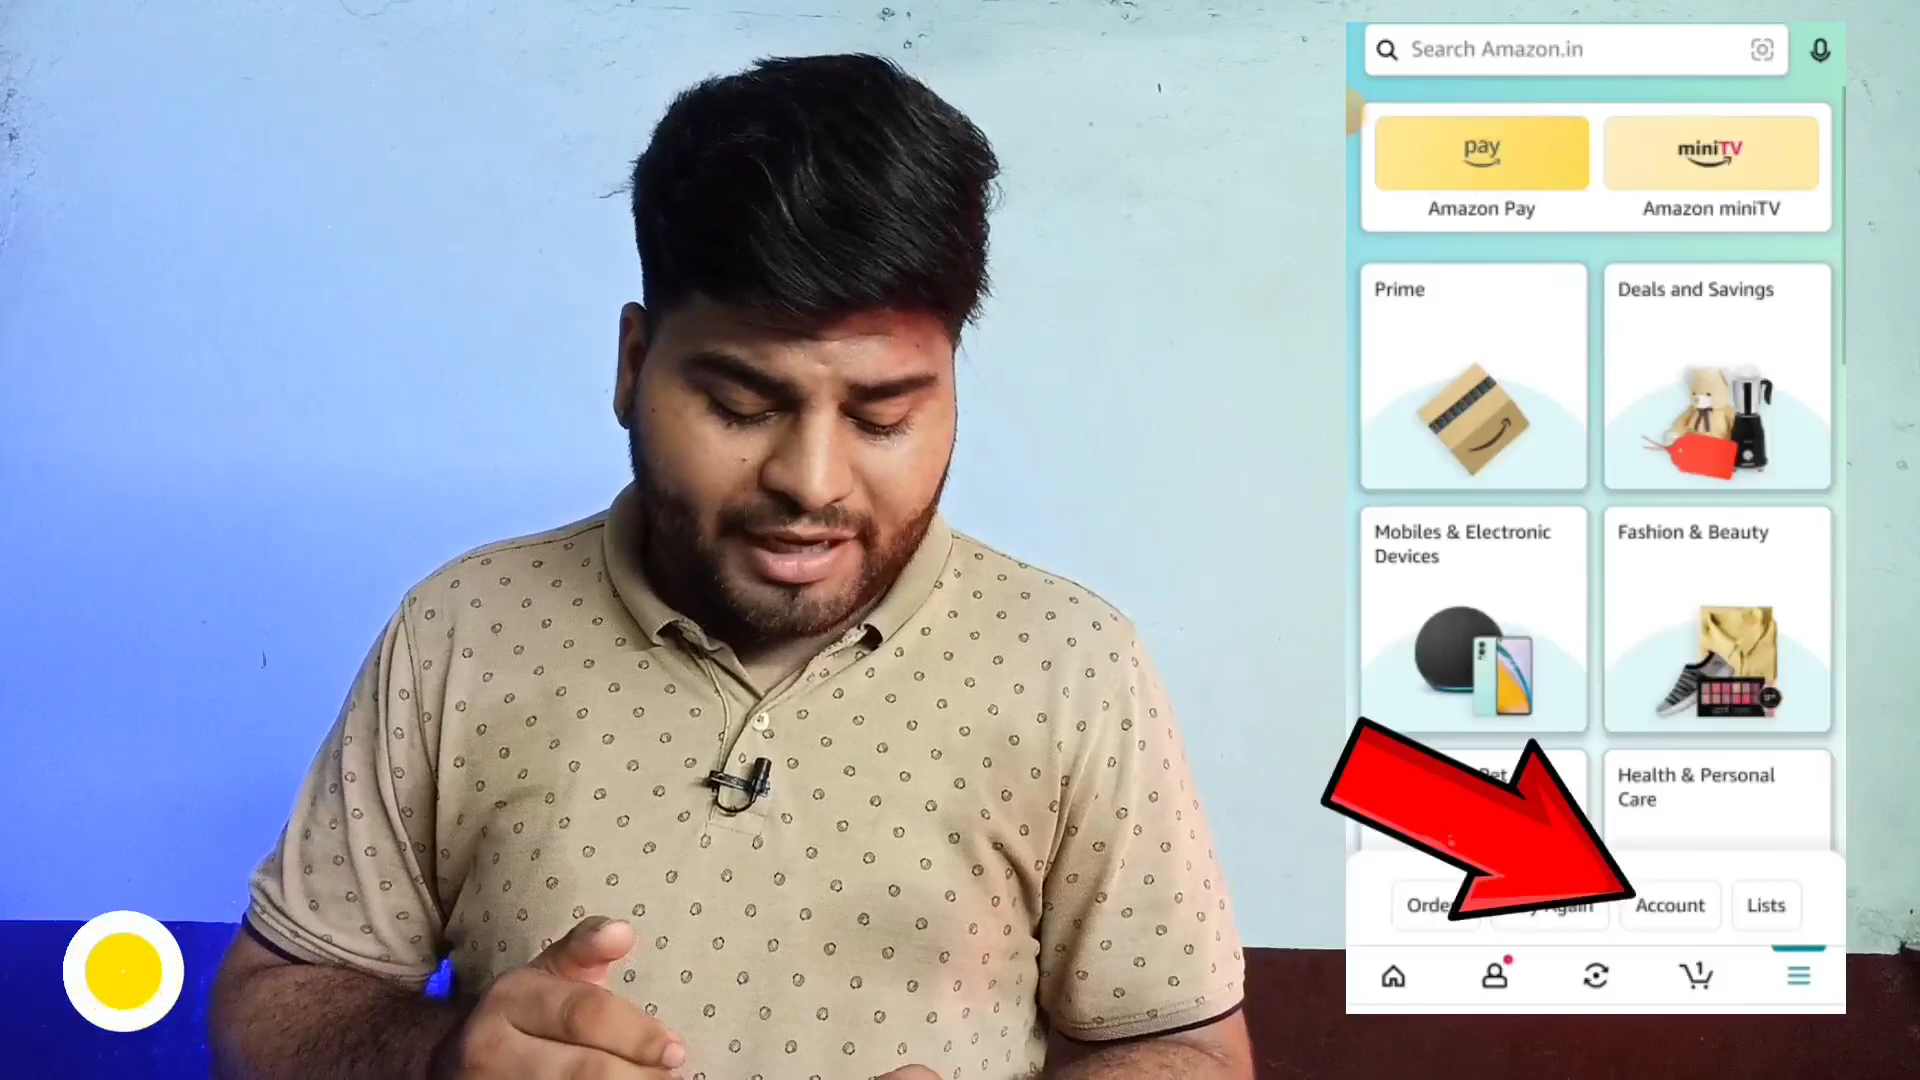 Search Amazon.in
pay
miniTV
Amazon Pay
Amazon miniTV
Prime
Deals and Savings
Mobiles & Electronic
Devices
Fashion & Beauty
Health & Personal
Care
Account
Lists
1